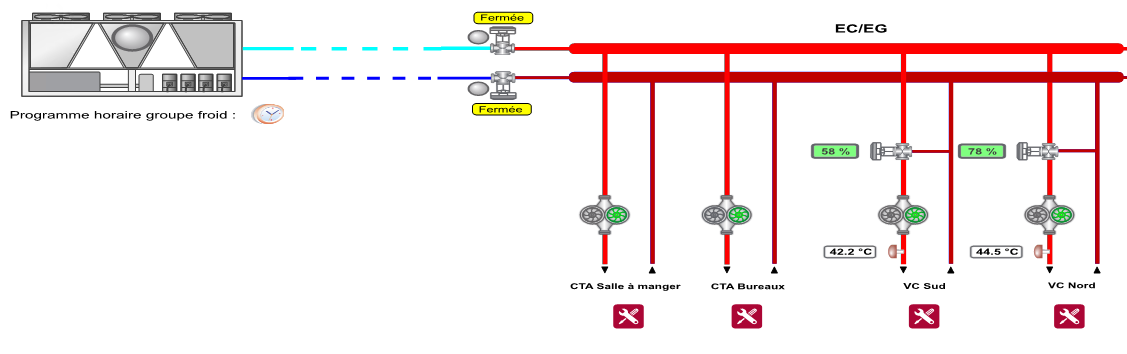 Fermée
EC/EG
Fermée
Programme horaire groupe froid :
58 %
78 %
42.2 °C
44.5 °C
CTA Salle à manger
CTA Bureaux
VC Sud
VC Nord